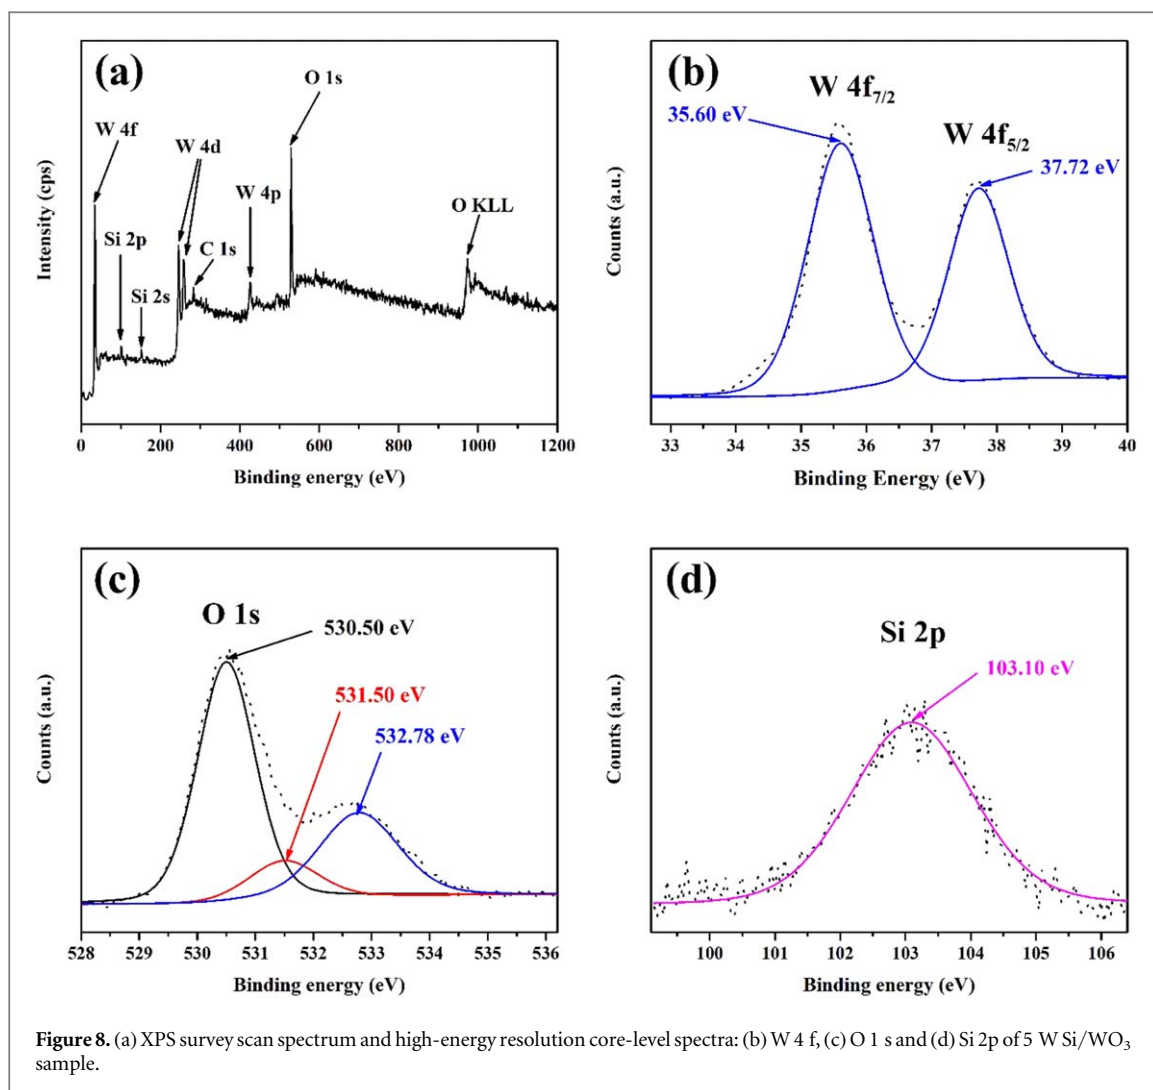 (a)
O 1s
W 4f
W 4d
W 4p
O KLL
Si 2p
C 1s
Si 2s
Intensity (cps)
0 200 400 600 800 1000 1200
Binding energy (eV)
(b)
W 4f7/2
35.60 eV
W 4f5/2
37.72 eV
Counts (a.u.)
33 34 35 36 37 38 39 40
Binding Energy (eV)
(c)
O 1s
530.50 eV
531.50 eV
532.78 eV
Counts (a.u.)
528 529 530 531 532 533 534 535 536
Binding energy (eV)
(d)
Si 2p
103.10 eV
Counts (a.u.)
100 101 102 103 104 105 106
Binding energy (eV)
Figure 8. (a) XPS survey scan spectrum and high-energy resolution core-level spectra: (b) W 4 f, (c) O 1 s and (d) Si 2p of 5 W Si/WO3
sample.